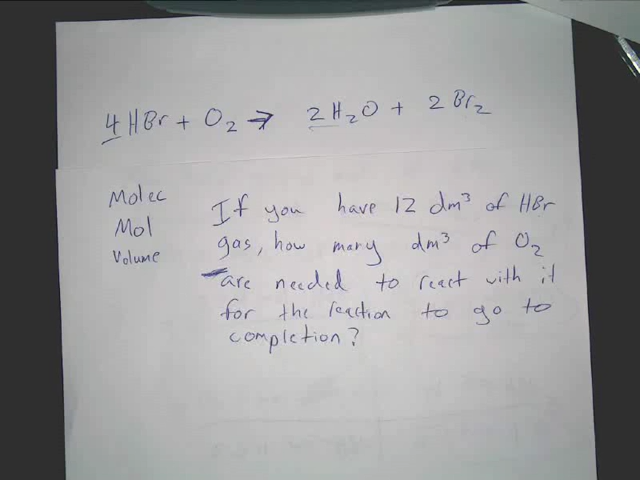 4HBr + O₂ → 2H₂O + 2Br₂
Molec
Mol
Volume
If you have 12 dm³ of HBr
gas, how many dm³ of O₂
are needed to react with it
for the reaction to go to
completion?